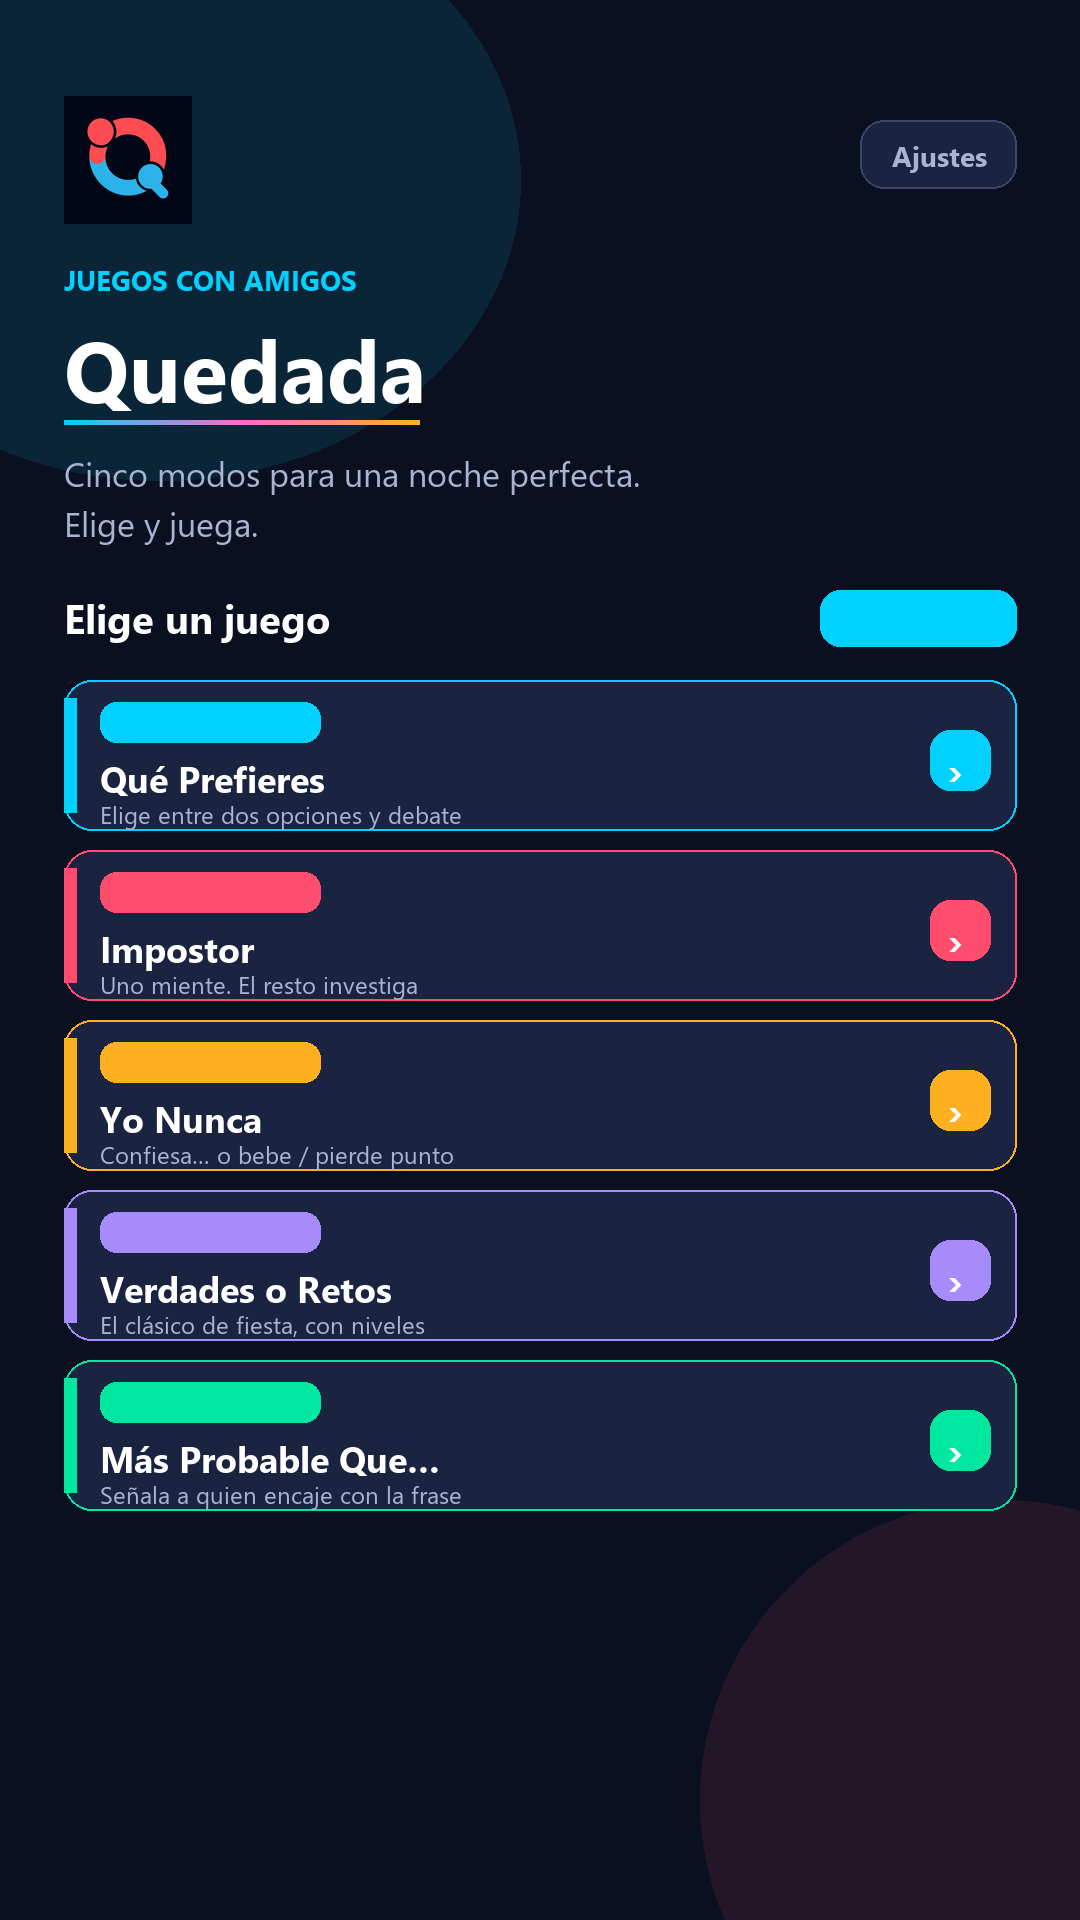 Ajustes
JUEGOS CON AMIGOS
Quedada
Cinco modos para una noche perfecta.
Elige y juega.
Elige un juego
Qué Prefieres
Elige entre dos opciones y debate
›
Impostor
Uno miente. El resto investiga
›
Yo Nunca
Confiesa... o bebe / pierde punto
›
Verdades o Retos
El clásico de fiesta, con niveles
›
Más Probable Que...
Señala a quien encaje con la frase
›